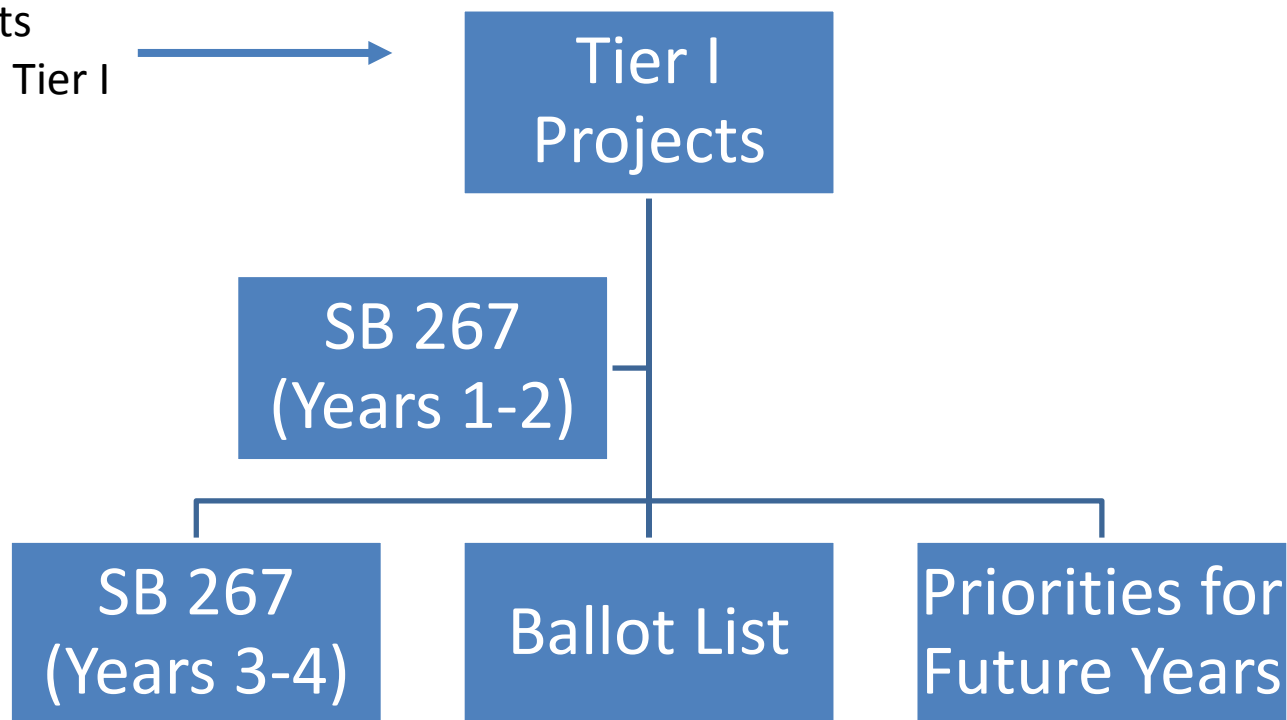 ts
Tier I
Tier I
Projects
SB 267
(Years 1-2)
SB 267
(Years 3-4)
Ballot List
Priorities for
Future Years